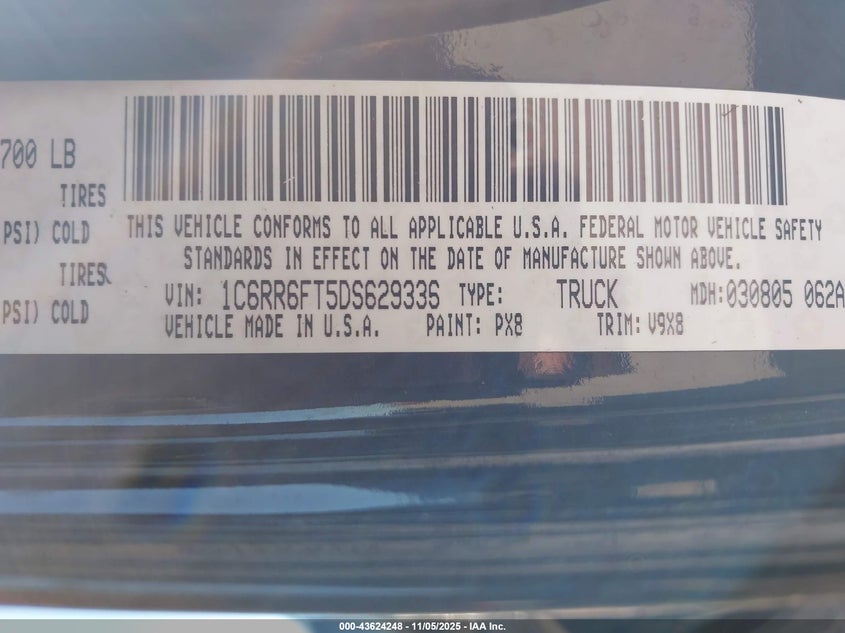 700 LB
TIRES
PSI) COLD
TIRES
PSI) COLD
THIS VEHICLE CONFORMS TO ALL APPLICABLE U.S.A. FEDERAL MOTOR VEHICLE SAFETY
STANDARDS IN EFFECT ON THE DATE OF MANUFACTURE SHOWN ABOVE.
VIN: 1C6RR6FT5DS629336 TYPE: TRUCK MDH: 030805 062A
VEHICLE MADE IN U.S.A. PAINT: PX8 TRIM: V9X8
000-43624248 - 11/05/2025 - IAA Inc.